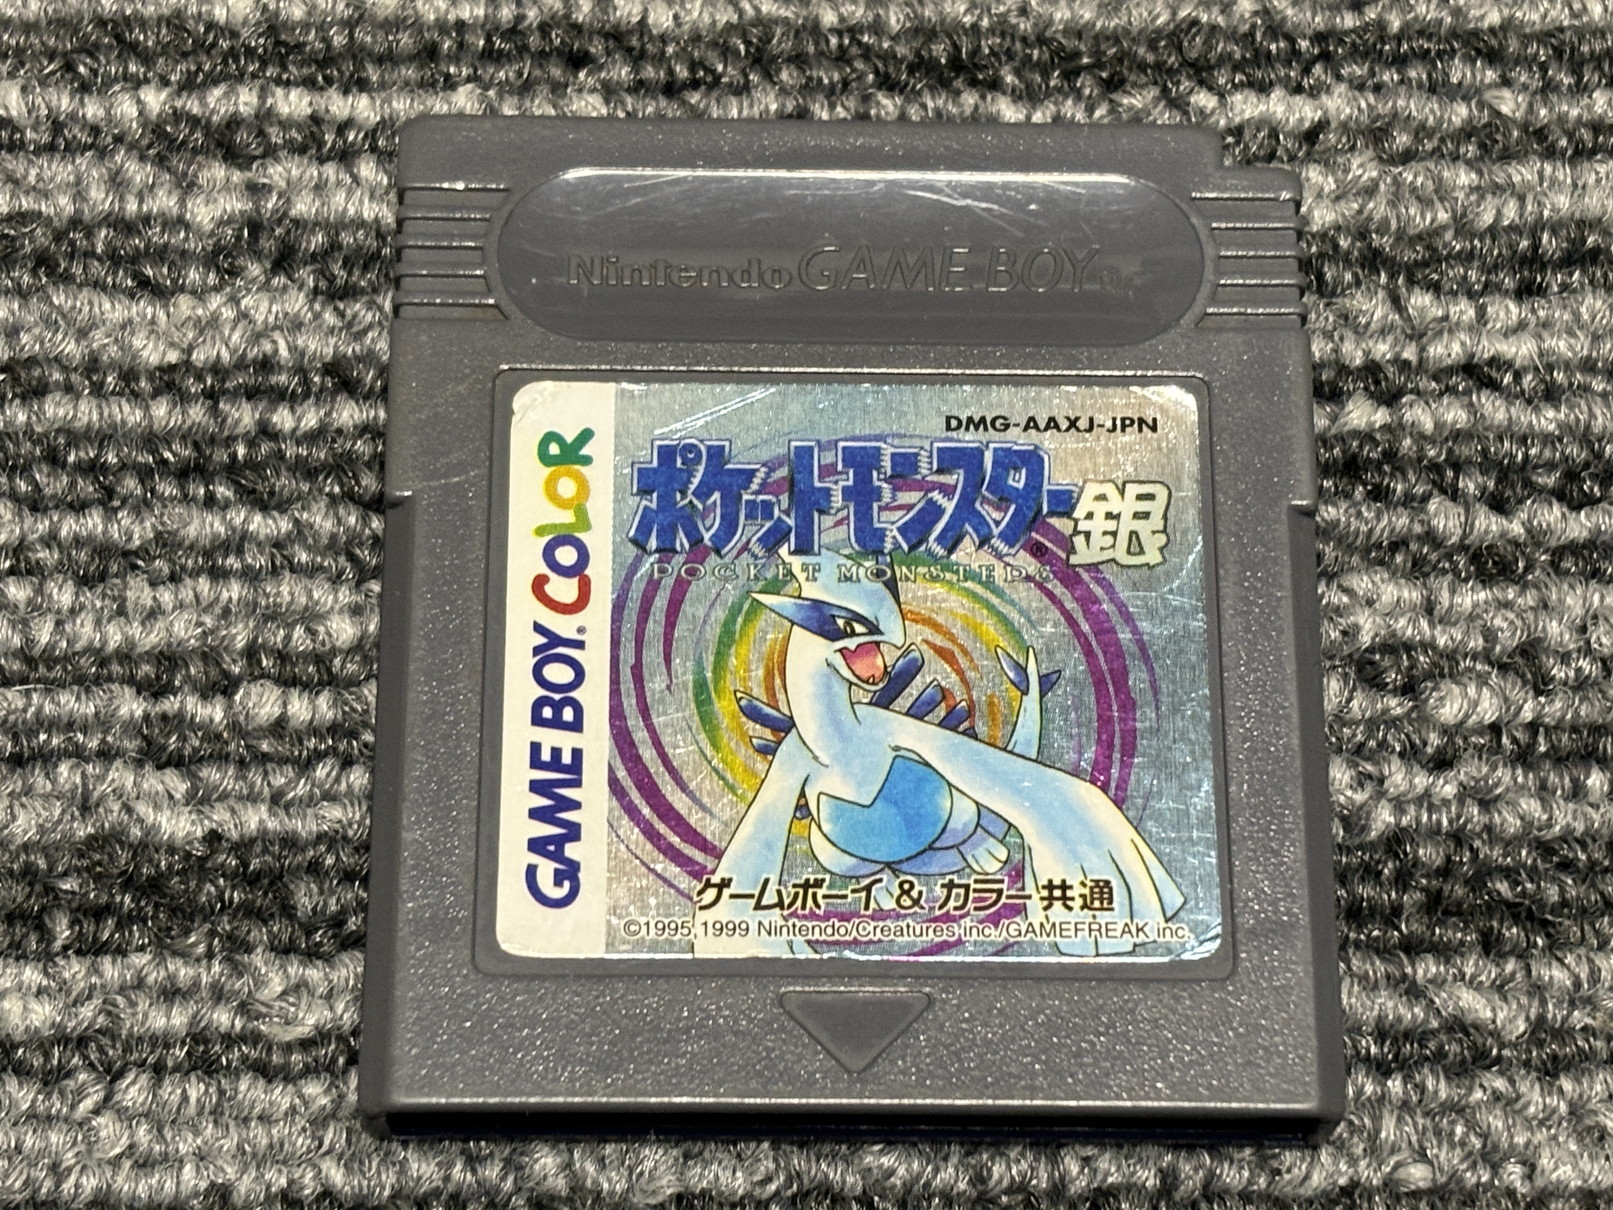 Nintendo GAME BOY
GAME BOY® COLOR
DMG-AAXJ-JPN
ポケットモンスター®銀
POCKET MONSTERS
ゲームボーイ & カラー共通
©1995,1999 Nintendo/Creatures inc./GAMEFREAK inc.